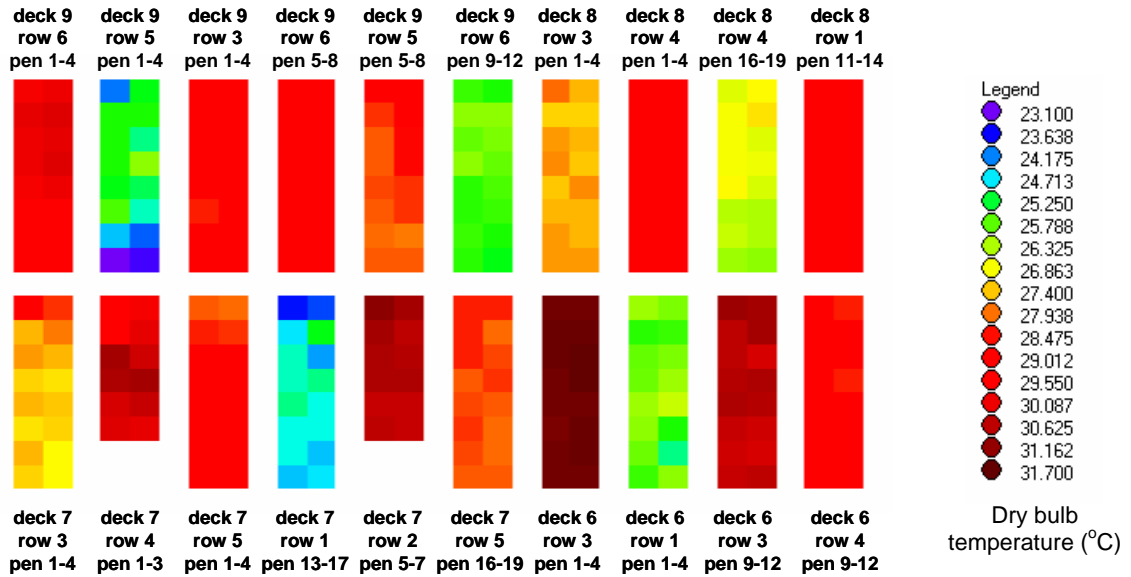 deck 9 deck 9 deck 9 deck 9 deck 9 deck 9 deck 8 deck 8 deck 8 deck 8
row 6 row 5 row 3 row 6 row 5 row 6 row 3 row 4 row 4 row 1
pen 1-4 pen 1-4 pen 1-4 pen 5-8 pen 5-8 pen 9-12 pen 1-4 pen 1-4 pen 16-19 pen 11-14
Legend
23.100
23.638
24.175
24.713
25.250
25.788
26.325
26.863
27.400
27.938
28.475
29.012
29.550
30.087
30.625
31.162
31.700
Dry bulb
temperature (°C)
deck 7 deck 7 deck 7 deck 7 deck 7 deck 7 deck 6 deck 6 deck 6 deck 6
row 3 row 4 row 5 row 1 row 2 row 5 row 3 row 1 row 3 row 4
pen 1-4 pen 1-3 pen 1-4 pen 13-17 pen 5-7 pen 16-19 pen 1-4 pen 1-4 pen 9-12 pen 9-12